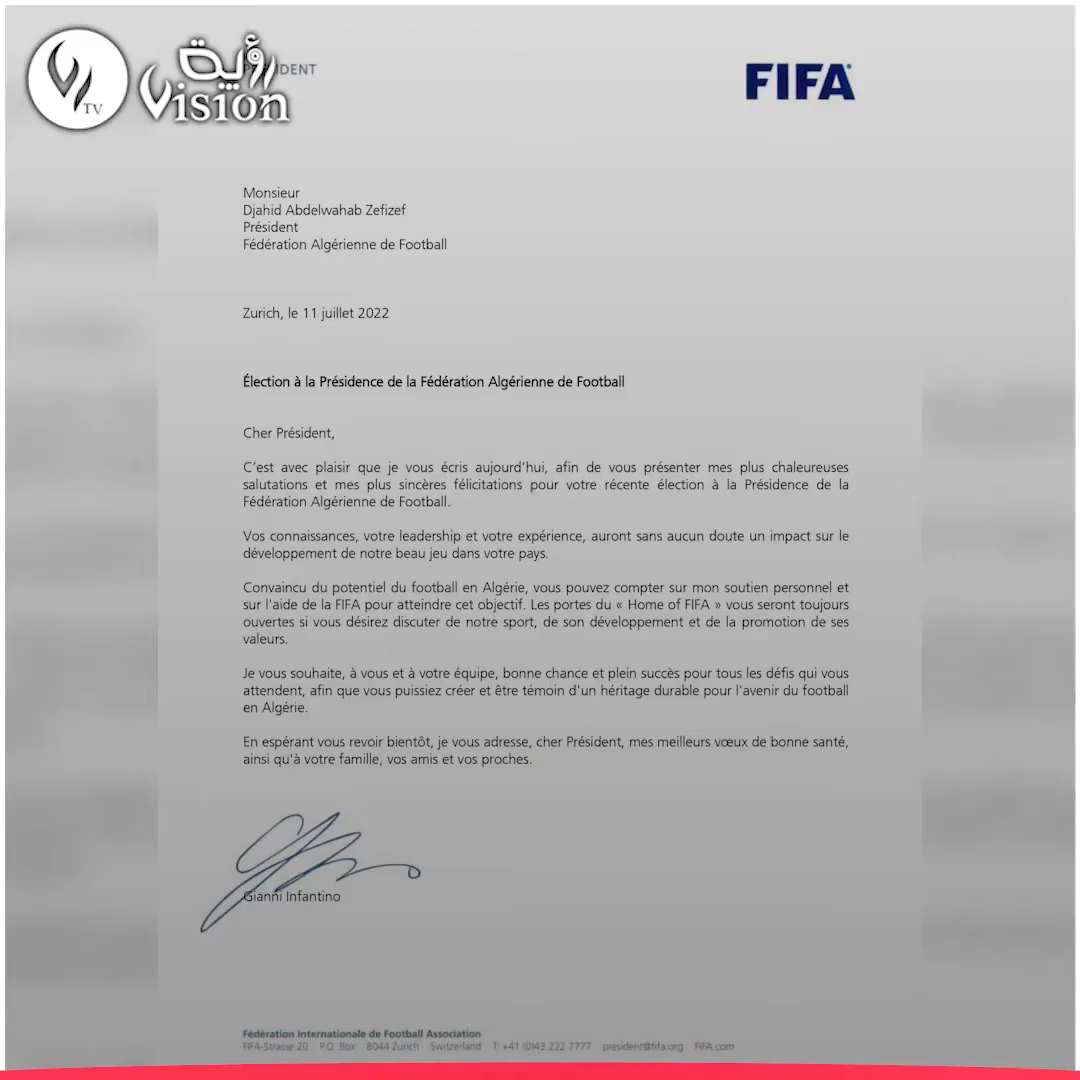 رؤية
Vision
TV
FIFA
Monsieur
Djahid Abdelwahab Zefizef
Président
Fédération Algérienne de Football
Zurich, le 11 juillet 2022
Élection à la Présidence de la Fédération Algérienne de Football
Cher Président,
C'est avec plaisir que je vous écris aujourd'hui, afin de vous présenter mes plus chaleureuses
salutations et mes plus sincères félicitations pour votre récente élection à la Présidence de la
Fédération Algérienne de Football.
Vos connaissances, votre leadership et votre expérience, auront sans aucun doute un impact sur le
développement de notre beau jeu dans votre pays.
Convaincu du potentiel du football en Algérie, vous pouvez compter sur mon soutien personnel et
sur l'aide de la FIFA pour atteindre cet objectif. Les portes du « Home of FIFA » vous seront toujours
ouvertes si vous désirez discuter de notre sport, de son développement et de la promotion de ses
valeurs.
Je vous souhaite, à vous et à votre équipe, bonne chance et plein succès pour tous les défis qui vous
attendent, afin que vous puissiez créer et être témoin d'un héritage durable pour l'avenir du football
en Algérie.
En espérant vous revoir bientôt, je vous adresse, cher Président, mes meilleurs vœux de bonne santé,
ainsi qu'à votre famille, vos amis et vos proches.
Gianni Infantino
Fédération Internationale de Football Association
FIFA-Strasse 20 P.O. Box 8044 Zurich Switzerland T: +41 (0)43 222 7777 president@fifa.org FIFA.com